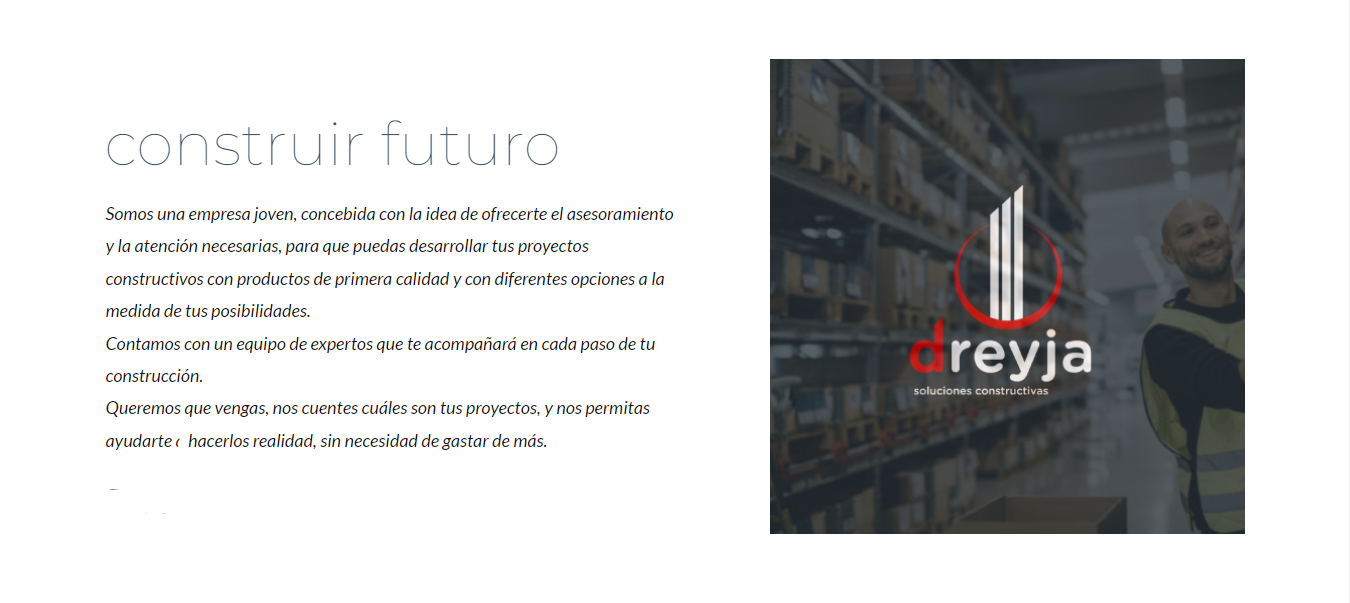 construir futuro
Somos una empresa joven, concebida con la idea de ofrecerte el asesoramiento
y la atención necesarias, para que puedas desarrollar tus proyectos
constructivos con productos de primera calidad y con diferentes opciones a la
medida de tus posibilidades.
Contamos con un equipo de expertos que te acompañará en cada paso de tu
construcción.
Queremos que vengas, nos cuentes cuáles son tus proyectos, y nos permitas
ayudarte hacerlos realidad, sin necesidad de gastar de más.
dreyja
soluciones constructivas